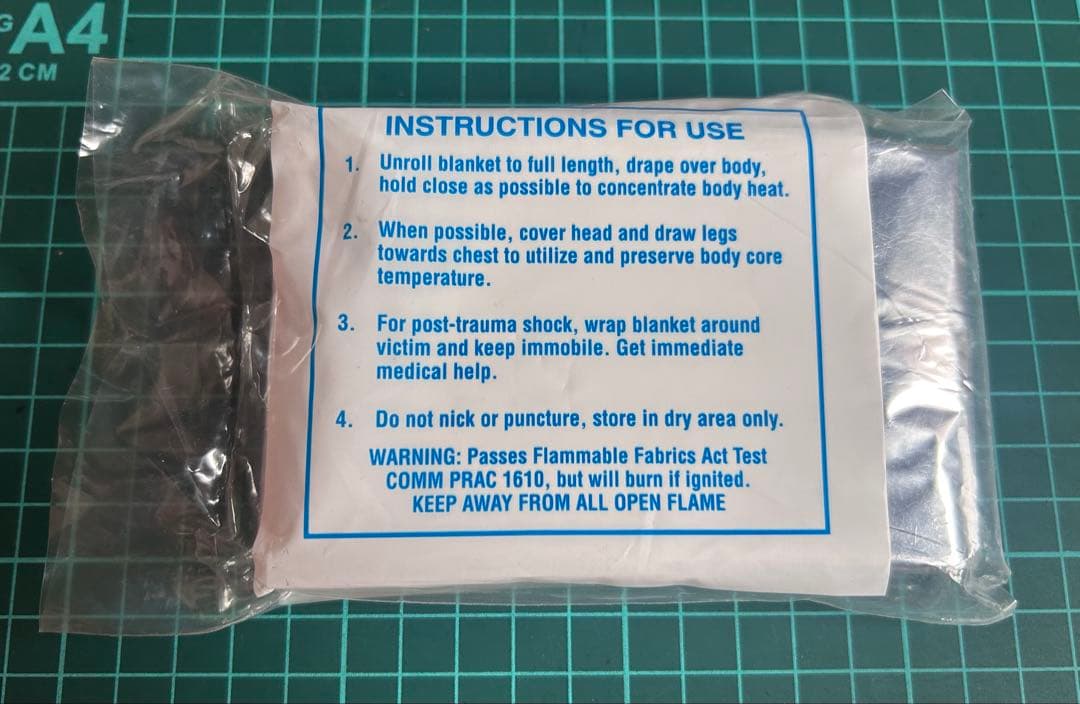 A4
2 CM
INSTRUCTIONS FOR USE
1. Unroll blanket to full length, drape over body,
hold close as possible to concentrate body heat.
2. When possible, cover head and draw legs
towards chest to utilize and preserve body core
temperature.
3. For post-trauma shock, wrap blanket around
victim and keep immobile. Get immediate
medical help.
4. Do not nick or puncture, store in dry area only.
WARNING: Passes Flammable Fabrics Act Test
COMM PRAC 1610, but will burn if ignited.
KEEP AWAY FROM ALL OPEN FLAME